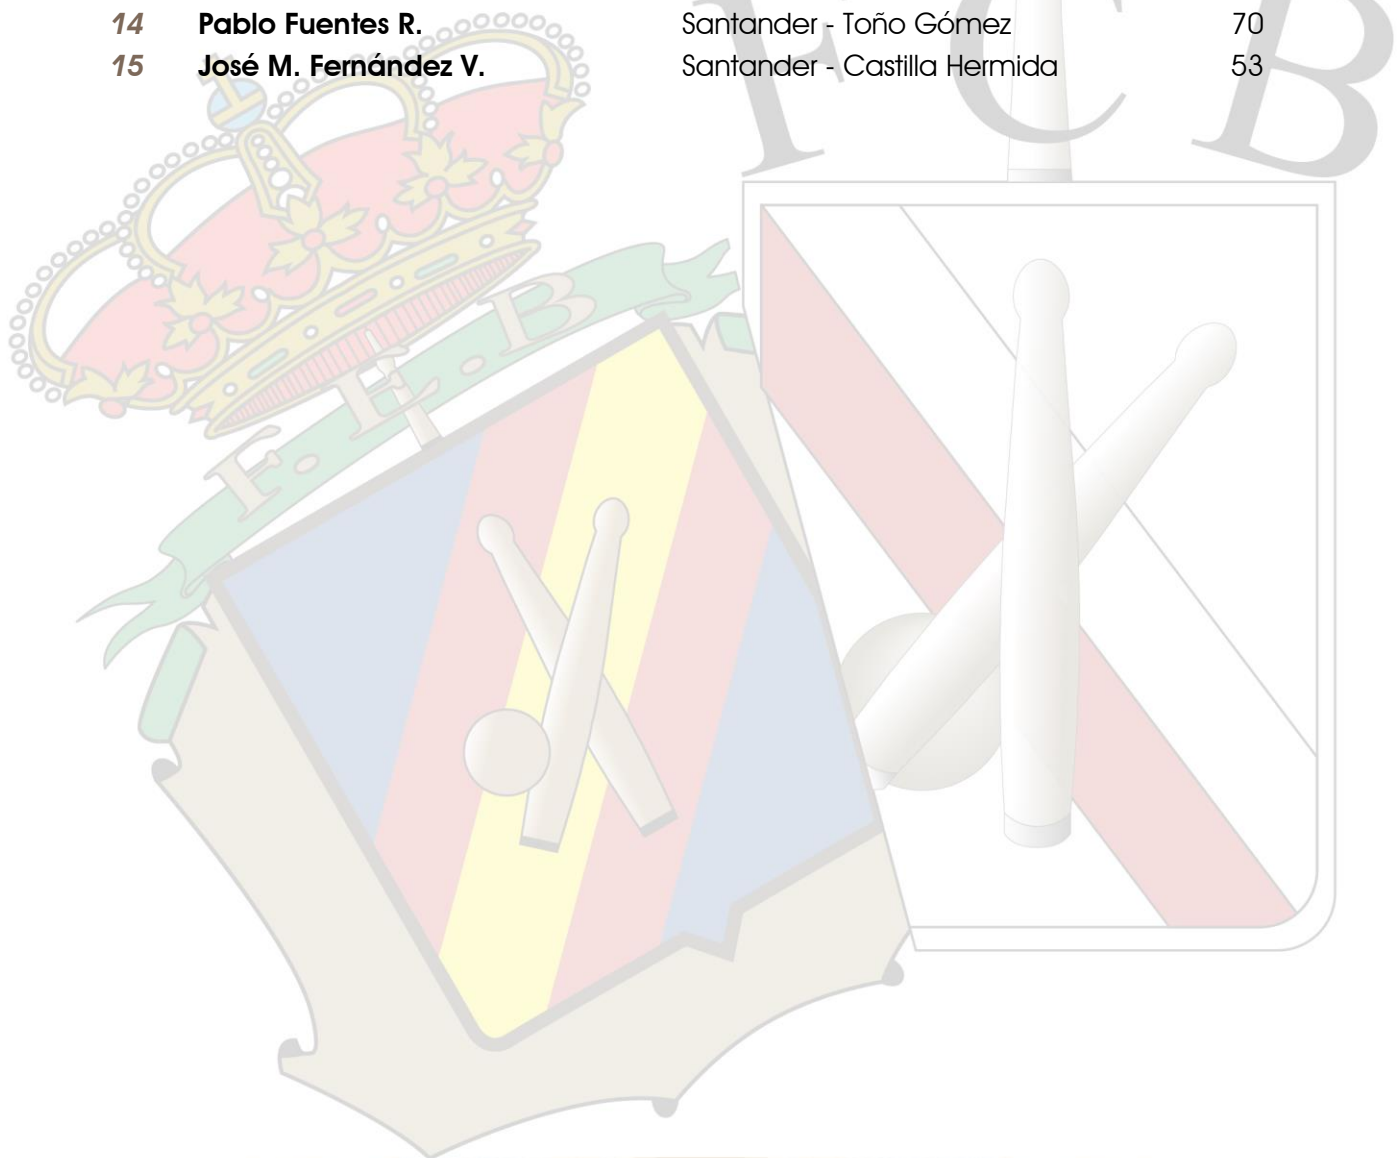 14 Pablo Fuentes R. Santander - Toño Gómez 70
15 José M. Fernández V. Santander - Castilla Hermida 53
F C B
F. E. B